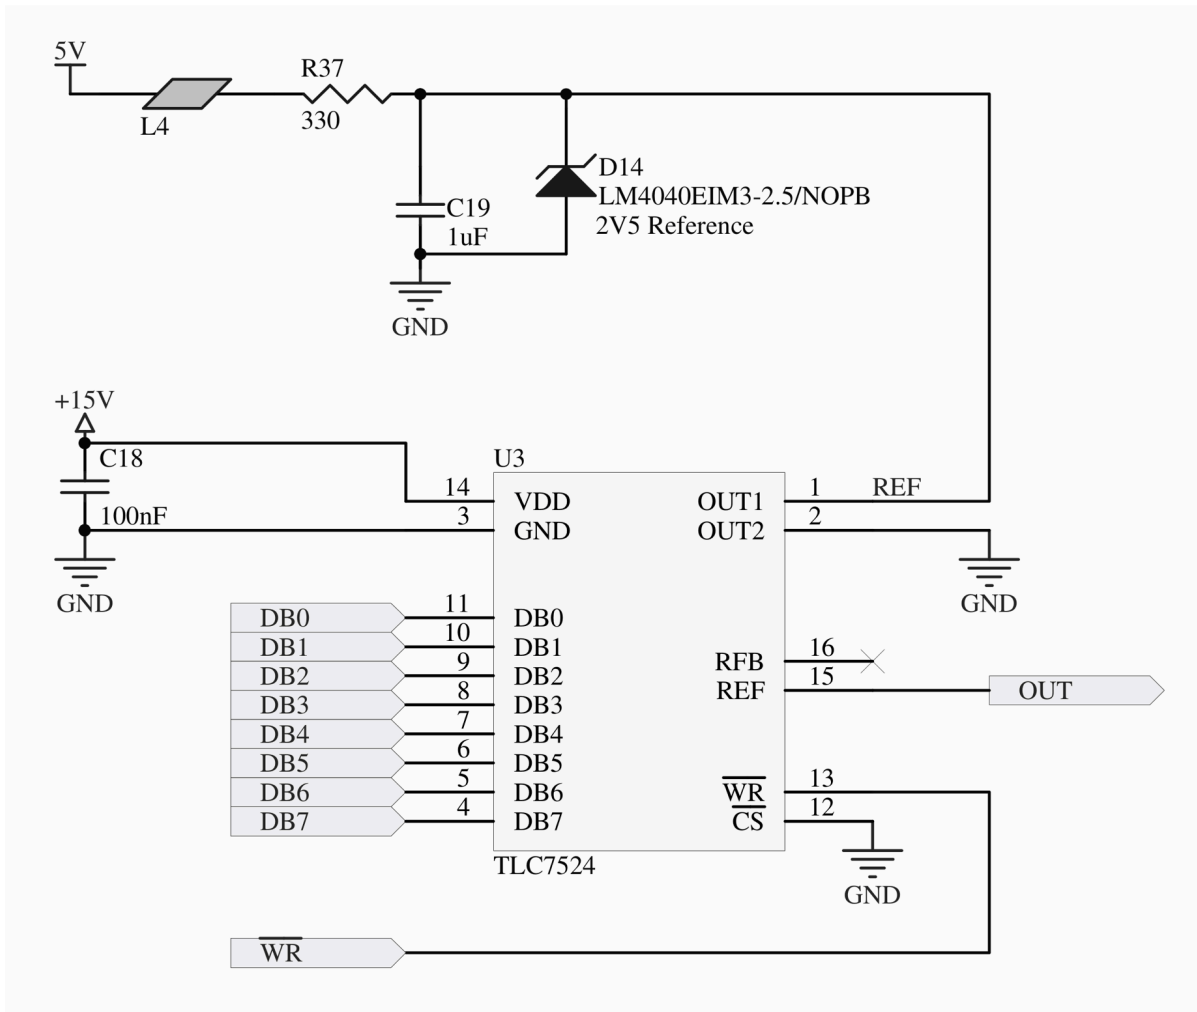 5V
R37
L4
330
D14
LM4040EIM3-2.5/NOPB
2V5 Reference
C19
1uF
GND
+15V
C18
100nF
GND
U3
14 VDD
3 GND
OUT1 1 REF
OUT2 2
GND
DB0 11 DB0
DB1 10 DB1
DB2 9 DB2
DB3 8 DB3
DB4 7 DB4
DB5 6 DB5
DB6 5 DB6
DB7 4 DB7
RFB 16
REF 15 OUT
WR 13
CS 12
GND
TLC7524
WR